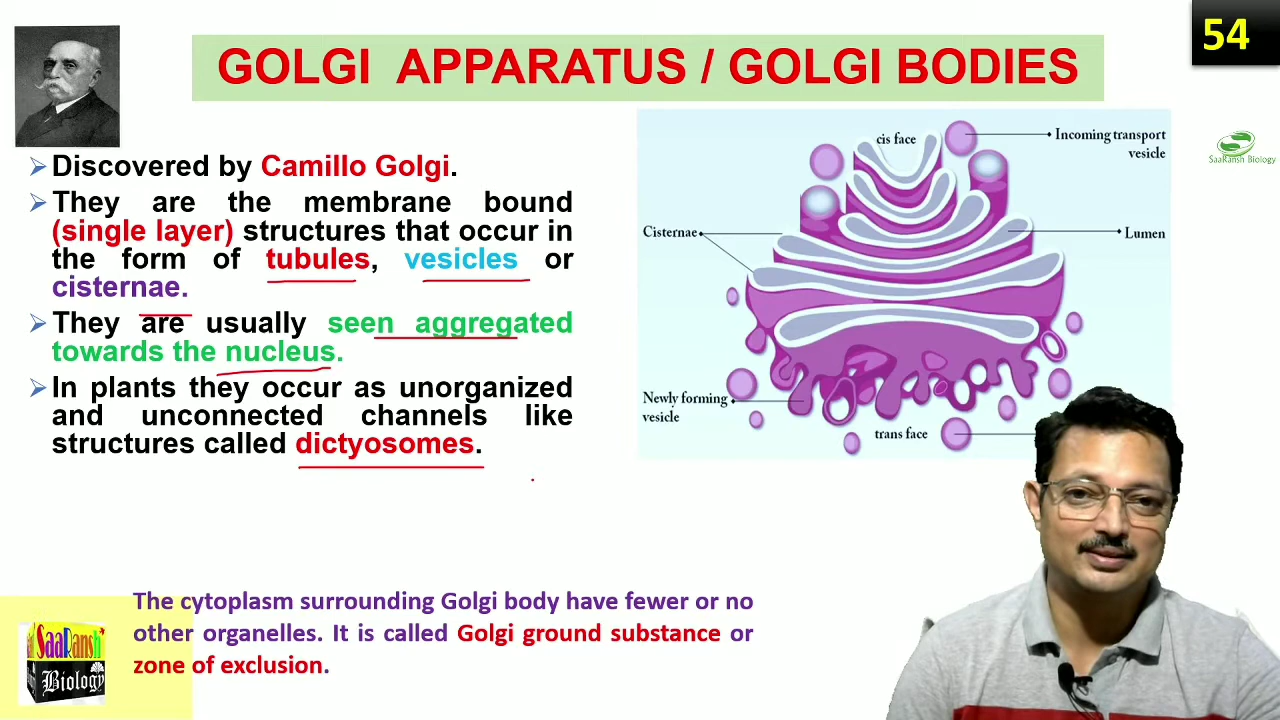 54
GOLGI APPARATUS / GOLGI BODIES
➢ Discovered by Camillo Golgi.
➢ They are the membrane bound
(single layer) structures that occur in
the form of tubules, vesicles or
cisternae.
➢ They are usually seen aggregated
towards the nucleus.
➢ In plants they occur as unorganized
and unconnected channels like
structures called dictyosomes.
cis face
Incoming transport
vesicle
Cisternae
Lumen
Newly forming
vesicle
trans face
SaaRansh Biology
The cytoplasm surrounding Golgi body have fewer or no
other organelles. It is called Golgi ground substance or
zone of exclusion.
SaaRansh
Biology